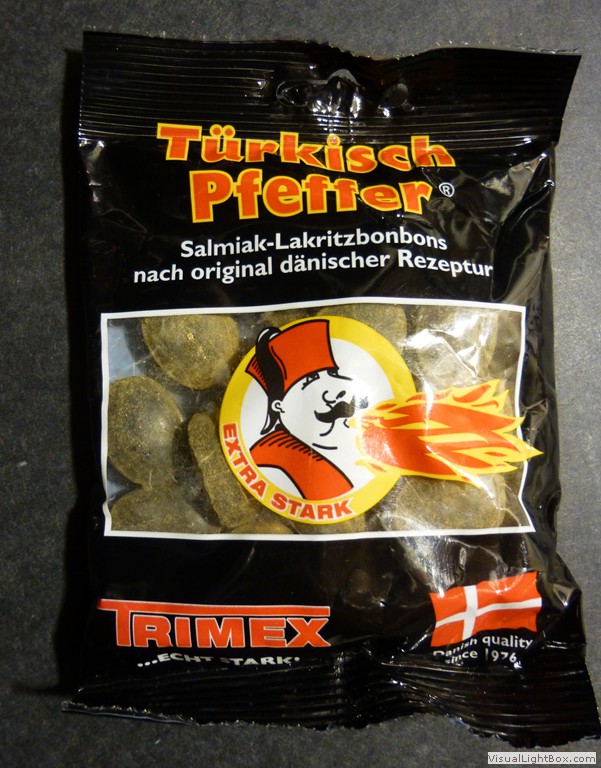 Türkisch
Pfeffer®
Salmiak-Lakritzbonbons
nach original dänischer Rezeptur
EXTRA STARK
TRIMEX
...ECHT STARK!
Danish quality
since 1976
VisualLightBox.com